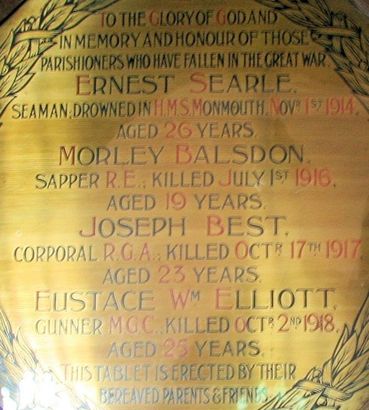 TO THE GLORY OF GOD AND
IN MEMORY AND HONOUR OF THOSE
PARISHIONERS WHO HAVE FALLEN IN THE GREAT WAR.
ERNEST SEARLE,
SEAMAN, DROWNED IN H.M.S. MONMOUTH, NOVR 1ST 1914,
AGED 26 YEARS.
MORLEY BALSDON,
SAPPER R.E., KILLED JULY 1ST 1916,
AGED 19 YEARS.
JOSEPH BEST,
CORPORAL R.G.A., KILLED OCTR 17TH 1917,
AGED 23 YEARS.
EUSTACE WM ELLIOTT,
GUNNER M.G.C., KILLED OCTR 2ND 1918,
AGED 25 YEARS.
THIS TABLET IS ERECTED BY THEIR
BEREAVED PARENTS & FRIENDS.